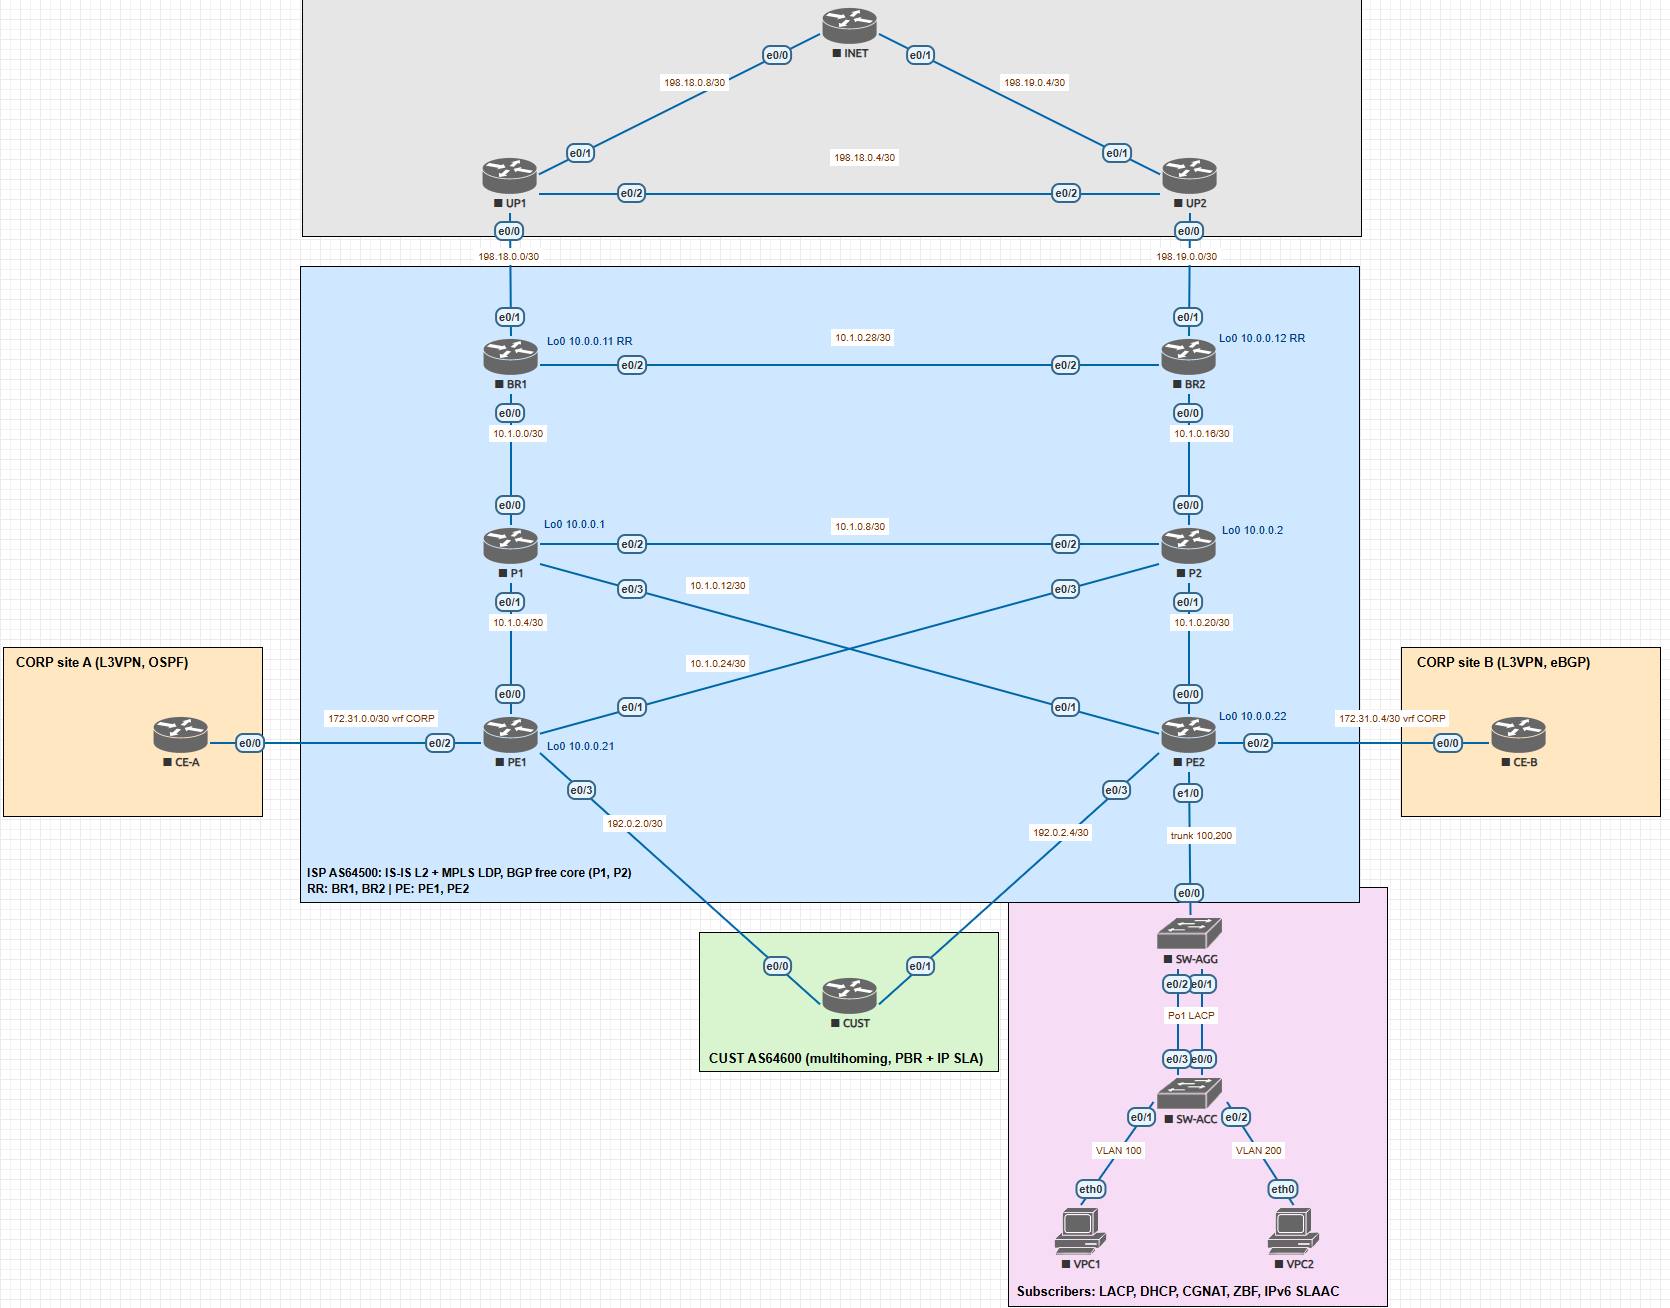 INET
e0/0
e0/1
198.18.0.8/30
198.19.0.4/30
e0/1
198.18.0.4/30
e0/1
e0/2
e0/2
UP1
UP2
e0/0
e0/0
198.18.0.0/30
198.19.0.0/30
e0/1
e0/1
Lo0 10.0.0.11 RR
10.1.0.28/30
Lo0 10.0.0.12 RR
e0/2
e0/2
BR1
BR2
e0/0
e0/0
10.1.0.0/30
10.1.0.16/30
e0/0
e0/0
Lo0 10.0.0.1
10.1.0.8/30
Lo0 10.0.0.2
e0/2
e0/2
P1
P2
e0/3
10.1.0.12/30
e0/3
e0/1
e0/1
10.1.0.4/30
10.1.0.20/30
CORP site A (L3VPN, OSPF)
10.1.0.24/30
CORP site B (L3VPN, eBGP)
e0/0
e0/0
e0/1
e0/1
172.31.0.0/30 vrf CORP
Lo0 10.0.0.22
172.31.0.4/30 vrf CORP
e0/0
e0/2
Lo0 10.0.0.21
e0/2
e0/0
CE-A
PE1
PE2
CE-B
e0/3
e0/3
e1/0
192.0.2.0/30
192.0.2.4/30
trunk 100,200
ISP AS64500: IS-IS L2 + MPLS LDP, BGP free core (P1, P2)
RR: BR1, BR2 | PE: PE1, PE2
e0/0
SW-AGG
e0/0
e0/1
e0/2
e0/1
CUST
Po1 LACP
CUST AS64600 (multihoming, PBR + IP SLA)
e0/3
e0/0
e0/1
SW-ACC
e0/2
VLAN 100
VLAN 200
eth0
eth0
VPC1
VPC2
Subscribers: LACP, DHCP, CGNAT, ZBF, IPv6 SLAAC